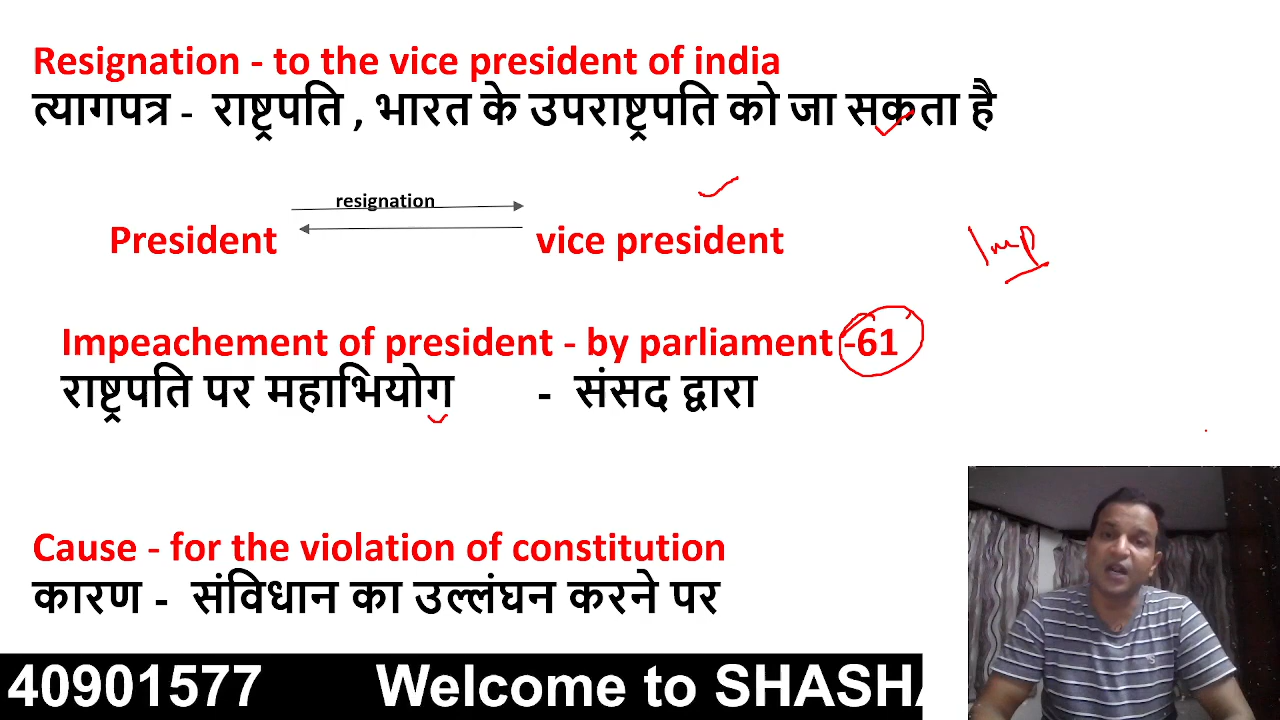 Resignation - to the vice president of india
त्यागपत्र - राष्ट्रपति , भारत के उपराष्ट्रपति को जा सकता है
resignation
President vice president
Imp
Impeachement of president - by parliament -61
राष्ट्रपति पर महाभियोग - संसद द्वारा
Cause - for the violation of constitution
कारण - संविधान का उल्लंघन करने पर
40901577 Welcome to SHASHA